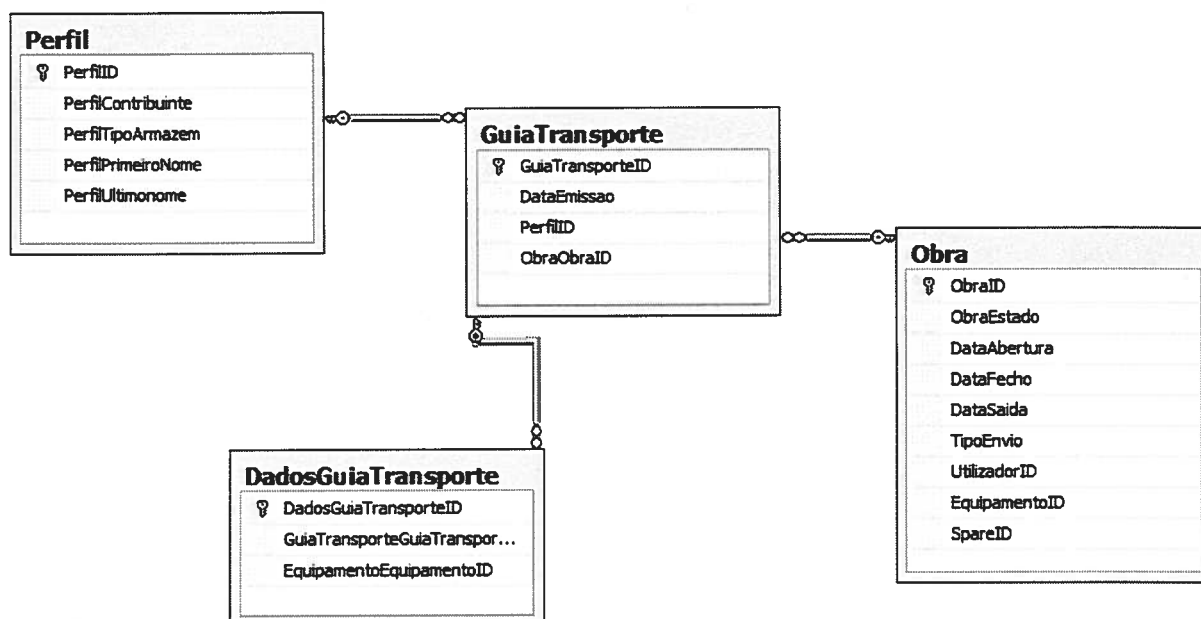 Perfil
PerfilID
PerfilContribuinte
PerfilTipoArmazem
PerfilPrimeiroNome
PerfilUltimonome
GuiaTransporte
GuiaTransporteID
DataEmissao
PerfilID
ObraObraID
Obra
ObraID
ObraEstado
DataAbertura
DataFecho
DataSaida
TipoEnvio
UtilizadorID
EquipamentoID
SpareID
DadosGuiaTransporte
DadosGuiaTransporteID
GuiaTransporteGuiaTranspor...
EquipamentoEquipamentoID